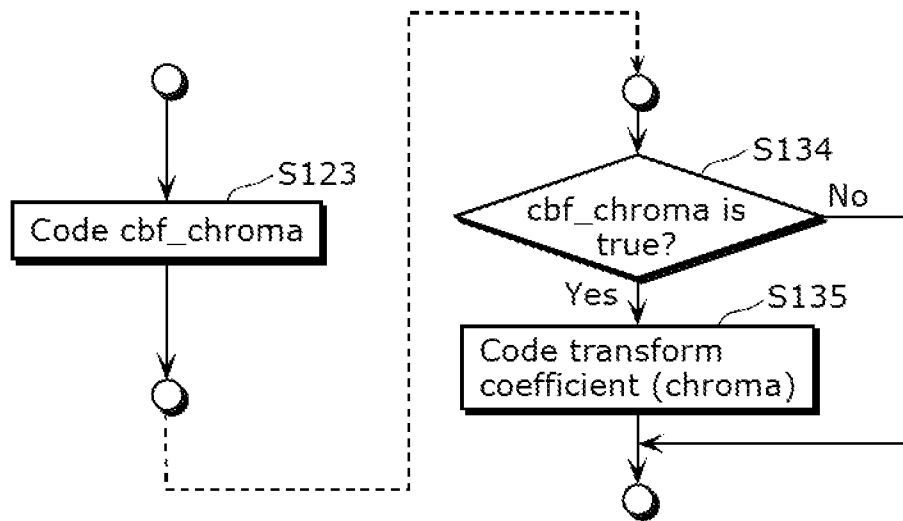 S123
Code cbf_chroma
S134
cbf_chroma is
true?
No
Yes
S135
Code transform
coefficient (chroma)